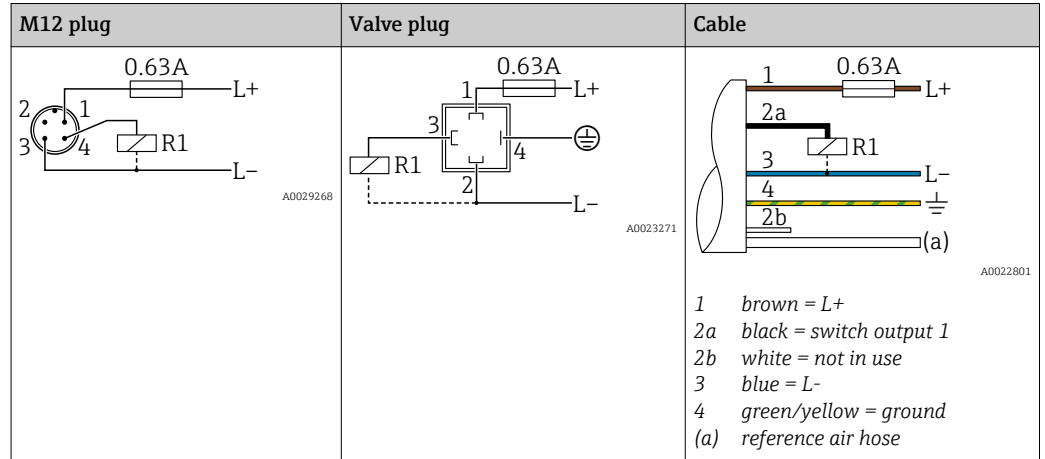 M12 plug
Valve plug
Cable
0.63A
L+
2
1
3
4
R1
L–
A0029268
0.63A
1
L+
3
4
R1
2
L–
A0023271
1
0.63A
L+
2a
R1
3
L–
4
2b
(a)
A0022801
1 brown = L+
2a black = switch output 1
2b white = not in use
3 blue = L-
4 green/yellow = ground
(a) reference air hose